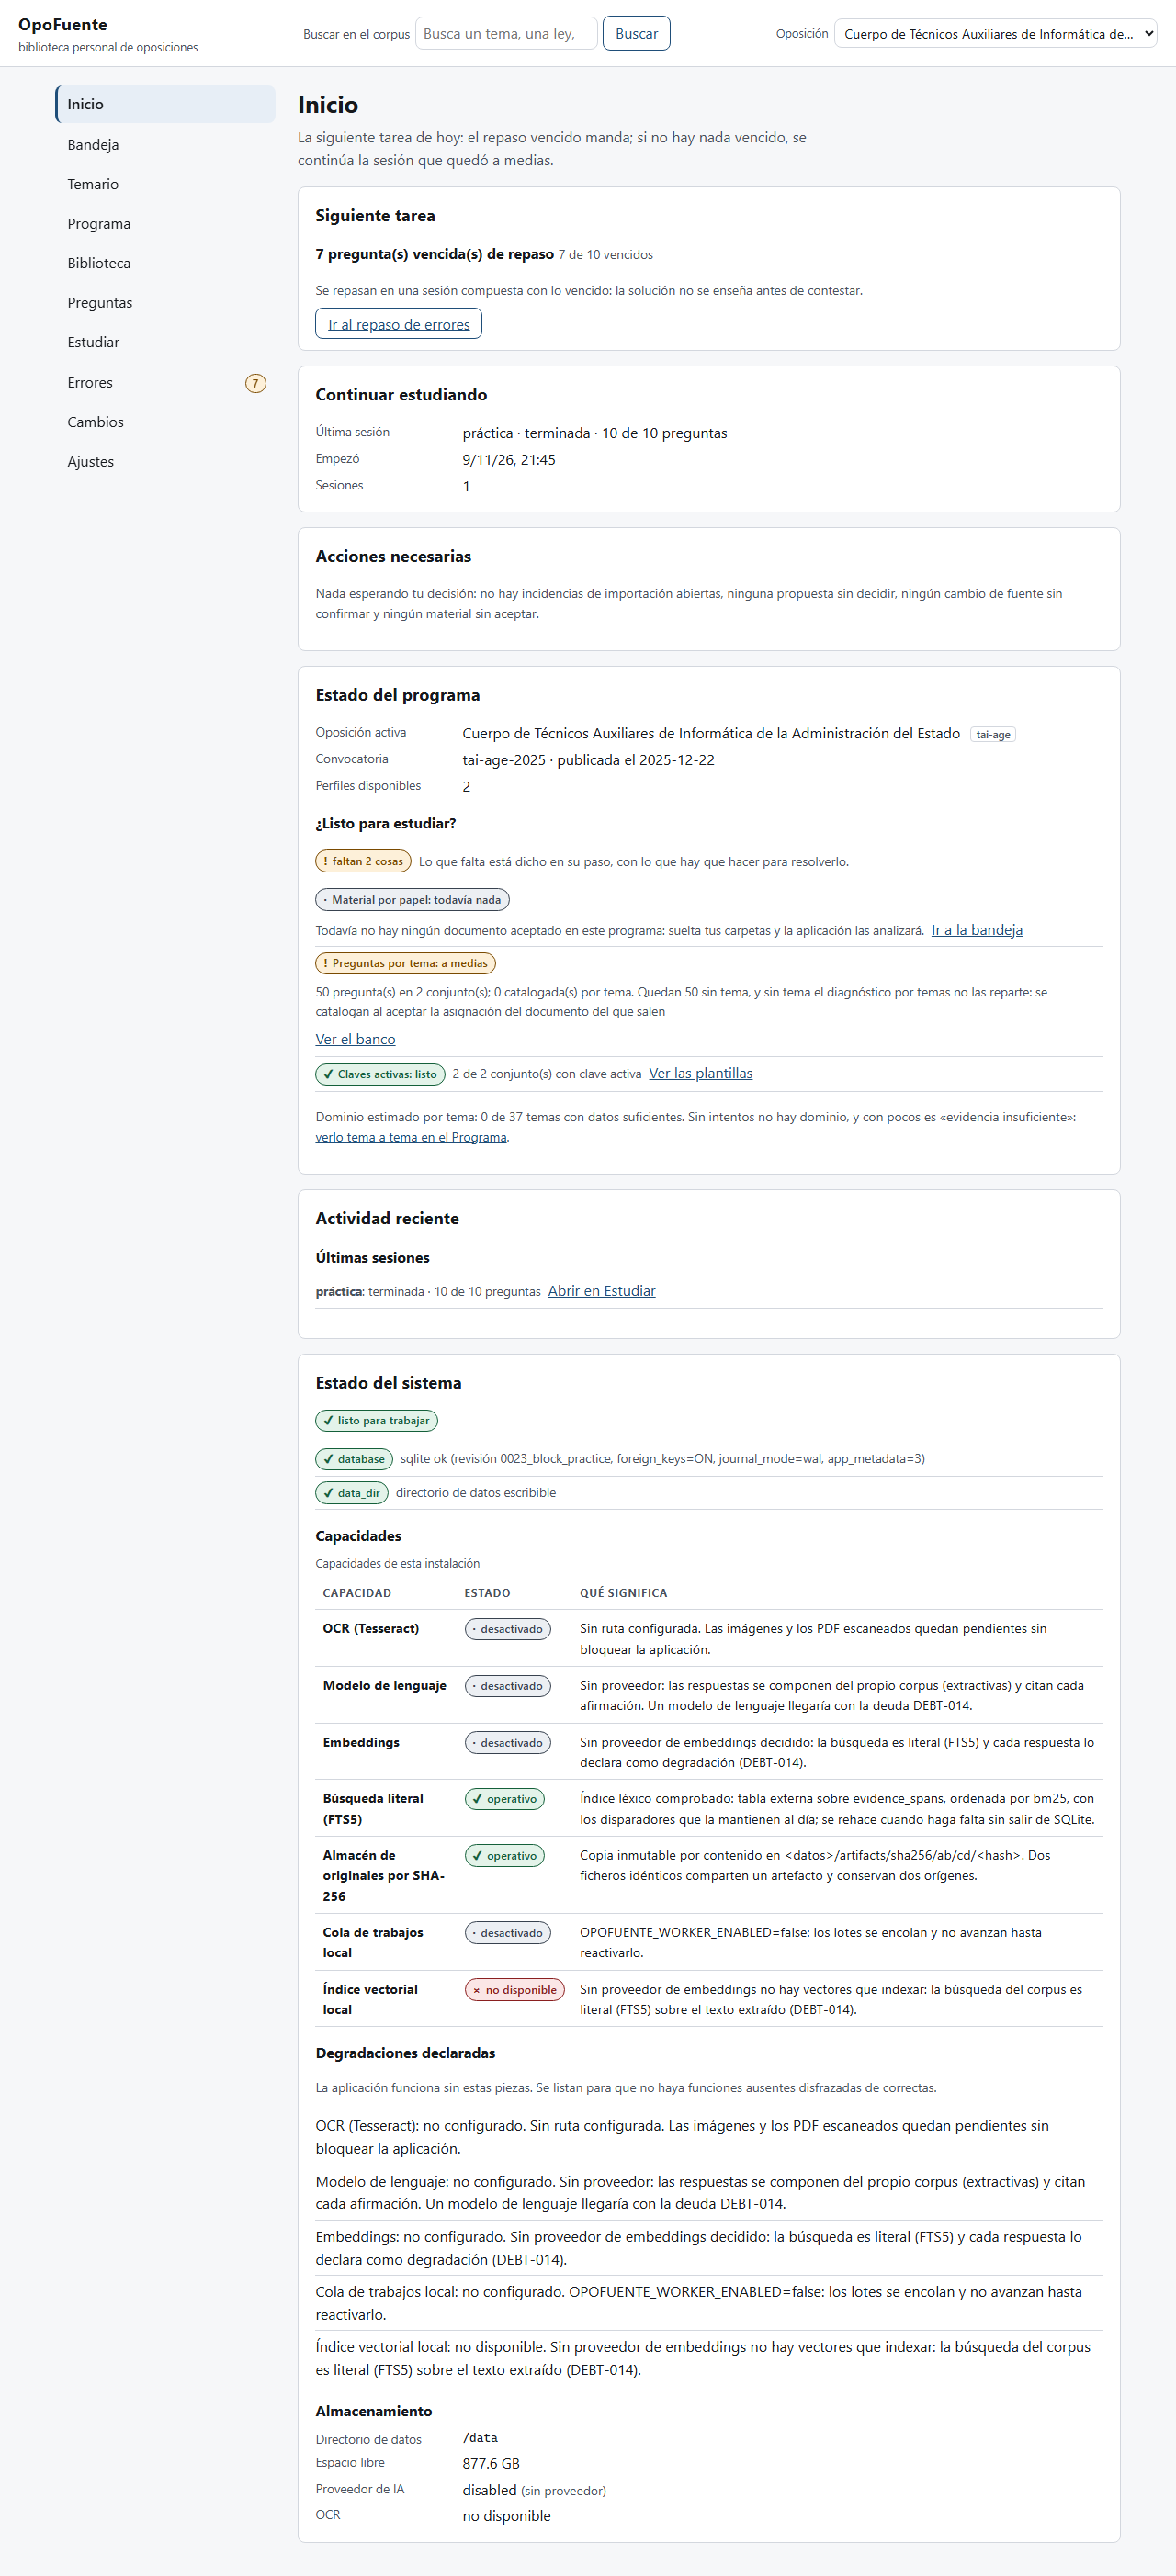 OpoFuente
biblioteca personal de oposiciones
Buscar en el corpus
Busca un tema, una ley,
Buscar
Oposición
Cuerpo de Técnicos Auxiliares de Informática de...
Inicio
Bandeja
Temario
Programa
Biblioteca
Preguntas
Estudiar
Errores
7
Cambios
Ajustes
Inicio
La siguiente tarea de hoy: el repaso vencido manda; si no hay nada vencido, se
continúa la sesión que quedó a medias.
Siguiente tarea
7 pregunta(s) vencida(s) de repaso 7 de 10 vencidos
Se repasan en una sesión compuesta con lo vencido: la solución no se enseña antes de contestar.
Ir al repaso de errores
Continuar estudiando
Última sesión práctica · terminada · 10 de 10 preguntas
Empezó 9/11/26, 21:45
Sesiones 1
Acciones necesarias
Nada esperando tu decisión: no hay incidencias de importación abiertas, ninguna propuesta sin decidir, ningún cambio de fuente sin
confirmar y ningún material sin aceptar.
Estado del programa
Oposición activa Cuerpo de Técnicos Auxiliares de Informática de la Administración del Estado tai-age
Convocatoria tai-age-2025 · publicada el 2025-12-22
Perfiles disponibles 2
¿Listo para estudiar?
! faltan 2 cosas Lo que falta está dicho en su paso, con lo que hay que hacer para resolverlo.
· Material por papel: todavía nada
Todavía no hay ningún documento aceptado en este programa: suelta tus carpetas y la aplicación las analizará. Ir a la bandeja
! Preguntas por tema: a medias
50 pregunta(s) en 2 conjunto(s); 0 catalogada(s) por tema. Quedan 50 sin tema, y sin tema el diagnóstico por temas no las reparte: se
catalogan al aceptar la asignación del documento del que salen
Ver el banco
✓ Claves activas: listo 2 de 2 conjunto(s) con clave activa Ver las plantillas
Dominio estimado por tema: 0 de 37 temas con datos suficientes. Sin intentos no hay dominio, y con pocos es «evidencia insuficiente»:
verlo tema a tema en el Programa.
Actividad reciente
Últimas sesiones
práctica: terminada · 10 de 10 preguntas Abrir en Estudiar
Estado del sistema
✓ listo para trabajar
✓ database sqlite ok (revisión 0023_block_practice, foreign_keys=ON, journal_mode=wal, app_metadata=3)
✓ data_dir directorio de datos escribible
Capacidades
Capacidades de esta instalación
CAPACIDAD ESTADO QUÉ SIGNIFICA
OCR (Tesseract) · desactivado Sin ruta configurada. Las imágenes y los PDF escaneados quedan pendientes sin
bloquear la aplicación.
Modelo de lenguaje · desactivado Sin proveedor: las respuestas se componen del propio corpus (extractivas) y citan cada
afirmación. Un modelo de lenguaje llegaría con la deuda DEBT-014.
Embeddings · desactivado Sin proveedor de embeddings decidido: la búsqueda es literal (FTS5) y cada respuesta lo
declara como degradación (DEBT-014).
Búsqueda literal ✓ operativo Índice léxico comprobado: tabla externa sobre evidence_spans, ordenada por bm25, con
(FTS5) los disparadores que la mantienen al día; se rehace cuando haga falta sin salir de SQLite.
Almacén de ✓ operativo Copia inmutable por contenido en <datos>/artifacts/sha256/ab/cd/<hash>. Dos
originales por SHA- ficheros idénticos comparten un artefacto y conservan dos orígenes.
256
Cola de trabajos · desactivado OPOFUENTE_WORKER_ENABLED=false: los lotes se encolan y no avanzan hasta
local reactivarlo.
Índice vectorial × no disponible Sin proveedor de embeddings no hay vectores que indexar: la búsqueda del corpus es
local literal (FTS5) sobre el texto extraído (DEBT-014).
Degradaciones declaradas
La aplicación funciona sin estas piezas. Se listan para que no haya funciones ausentes disfrazadas de correctas.
OCR (Tesseract): no configurado. Sin ruta configurada. Las imágenes y los PDF escaneados quedan pendientes sin
bloquear la aplicación.
Modelo de lenguaje: no configurado. Sin proveedor: las respuestas se componen del propio corpus (extractivas) y citan
cada afirmación. Un modelo de lenguaje llegaría con la deuda DEBT-014.
Embeddings: no configurado. Sin proveedor de embeddings decidido: la búsqueda es literal (FTS5) y cada respuesta lo
declara como degradación (DEBT-014).
Cola de trabajos local: no configurado. OPOFUENTE_WORKER_ENABLED=false: los lotes se encolan y no avanzan hasta
reactivarlo.
Índice vectorial local: no disponible. Sin proveedor de embeddings no hay vectores que indexar: la búsqueda del corpus
es literal (FTS5) sobre el texto extraído (DEBT-014).
Almacenamiento
Directorio de datos /data
Espacio libre 877.6 GB
Proveedor de IA disabled (sin proveedor)
OCR no disponible